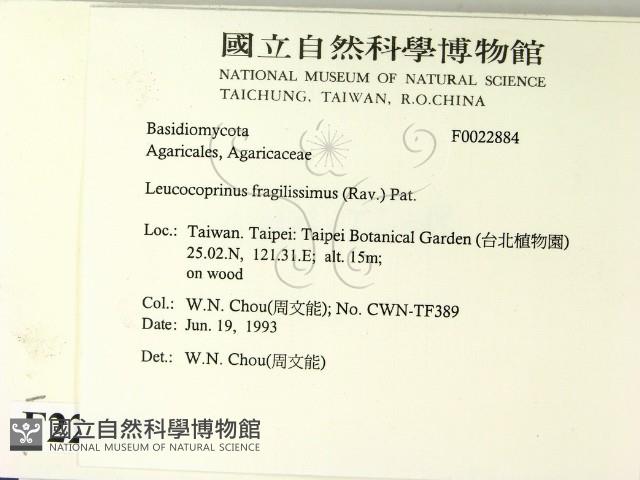 國立自然科學博物館
NATIONAL MUSEUM OF NATURAL SCIENCE
TAICHUNG, TAIWAN, R.O.CHINA
Basidiomycota F0022884
Agaricales, Agaricaceae
Leucocoprinus fragilissimus (Rav.) Pat.
Loc.: Taiwan. Taipei: Taipei Botanical Garden (台北植物園)
25.02.N, 121.31.E; alt. 15m;
on wood
Col.: W.N. Chou(周文能); No. CWN-TF389
Date: Jun. 19, 1993
Det.: W.N. Chou(周文能)
國立自然科學博物館
NATIONAL MUSEUM OF NATURAL SCIENCE